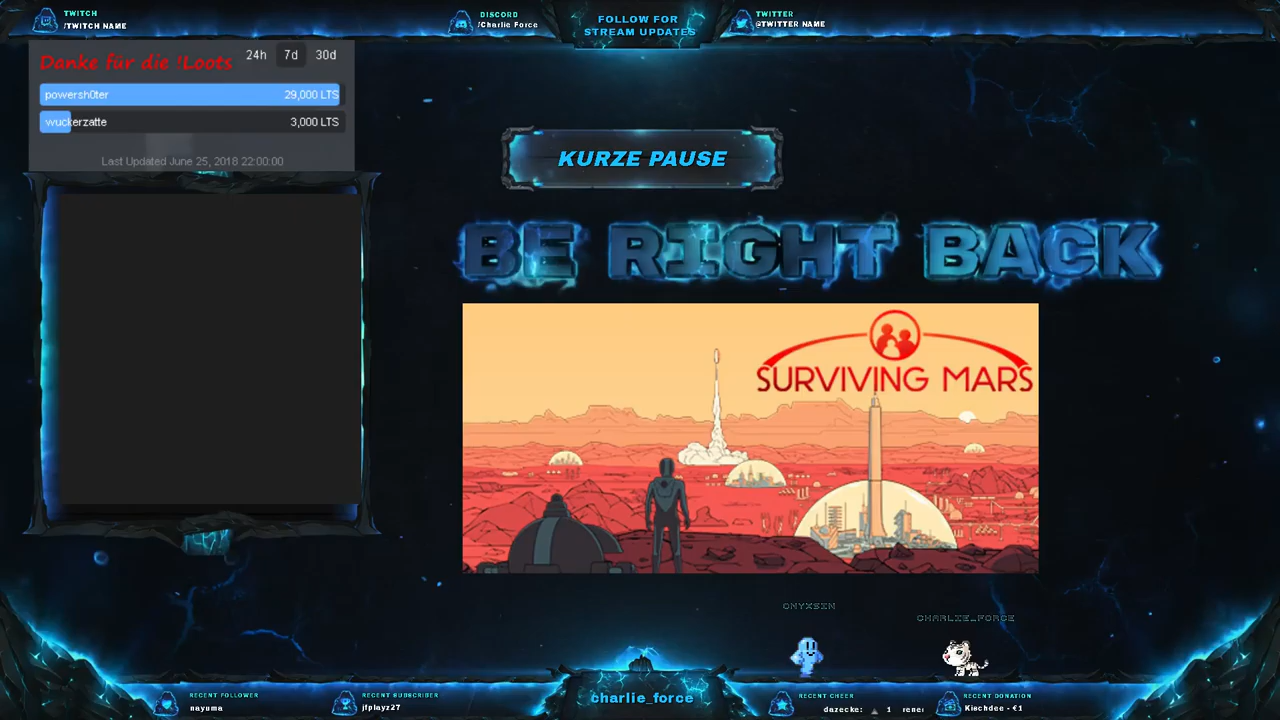 TWITCH
/TWITCH NAME
DISCORD
/Charlie Force
FOLLOW FOR
STREAM UPDATES
TWITTER
@TWITTER NAME
Danke für die !Loots
24h 7d 30d
powersh0ter 29,000 LTS
wuckerzatte 3,000 LTS
Last Updated June 25, 2018 22:00:00
KURZE PAUSE
BE RIGHT BACK
SURVIVING MARS
ONYXSIN
CHARLIE_FORCE
RECENT FOLLOWER
nayuma
RECENT SUBSCRIBER
jfplayz27
charlie_force
RECENT CHEER
dazecke: 1 rene
RECENT DONATION
Kischdee - €1